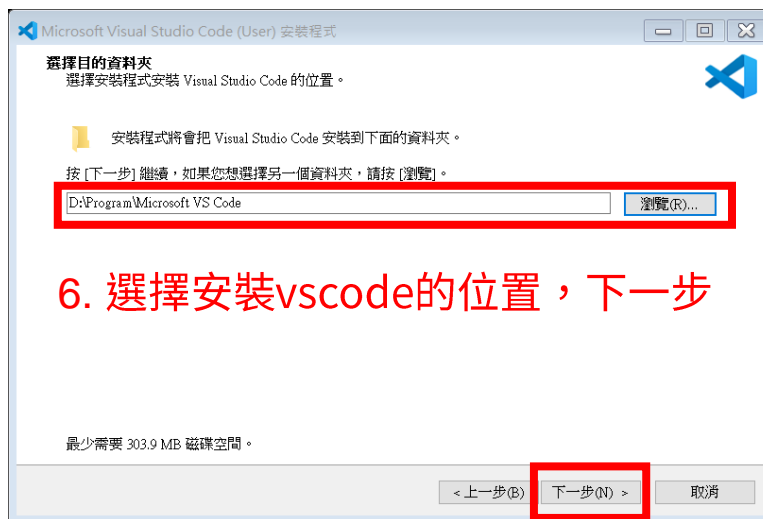 Microsoft Visual Studio Code (User) 安裝程式
選擇目的資料夾
選擇安裝程式安裝 Visual Studio Code 的位置。
安裝程式將會把 Visual Studio Code 安裝到下面的資料夾。
按 [下一步] 繼續，如果您想選擇另一個資料夾，請按 [瀏覽]。
D:\Program\Microsoft VS Code
瀏覽(R)...
6. 選擇安裝vscode的位置，下一步
最少需要 303.9 MB 磁碟空間。
< 上一步(B) 下一步(N) > 取消